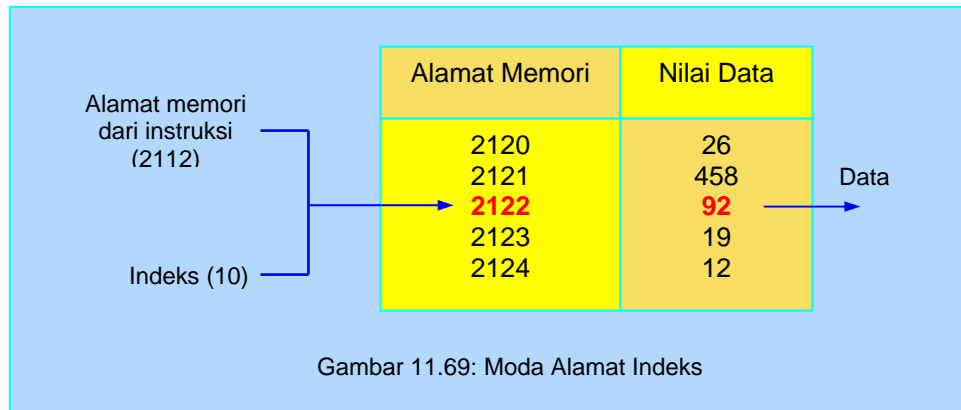 Alamat Memori Nilai Data
Alamat memori
dari instruksi
(2112)
2120 26
2121 458
Data
2122 92
2123 19
Indeks (10)
2124 12
Gambar 11.69: Moda Alamat Indeks